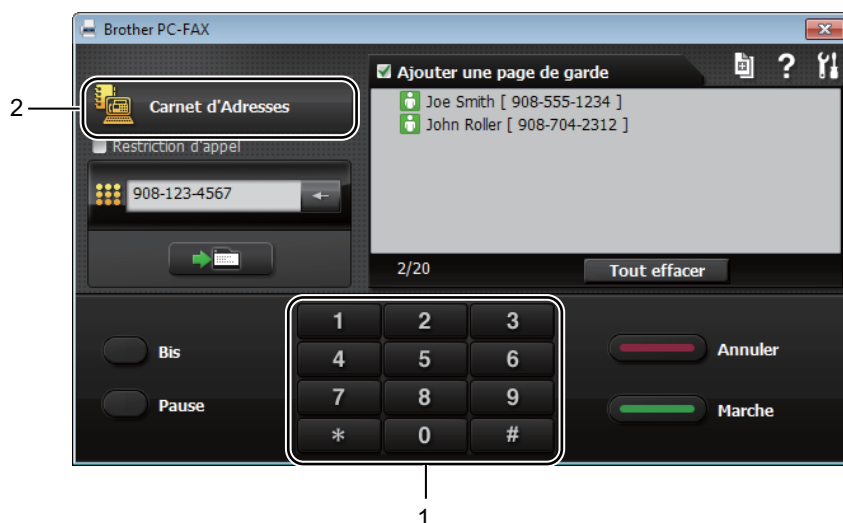 Brother PC-FAX
2
Carnet d'Adresses
Restriction d'appel
908-123-4567
Ajouter une page de garde
?
Joe Smith [ 908-555-1234 ]
John Roller [ 908-704-2312 ]
2/20
Tout effacer
Bis
Pause
1 2 3
4 5 6
7 8 9
* 0 #
Annuler
Marche
1